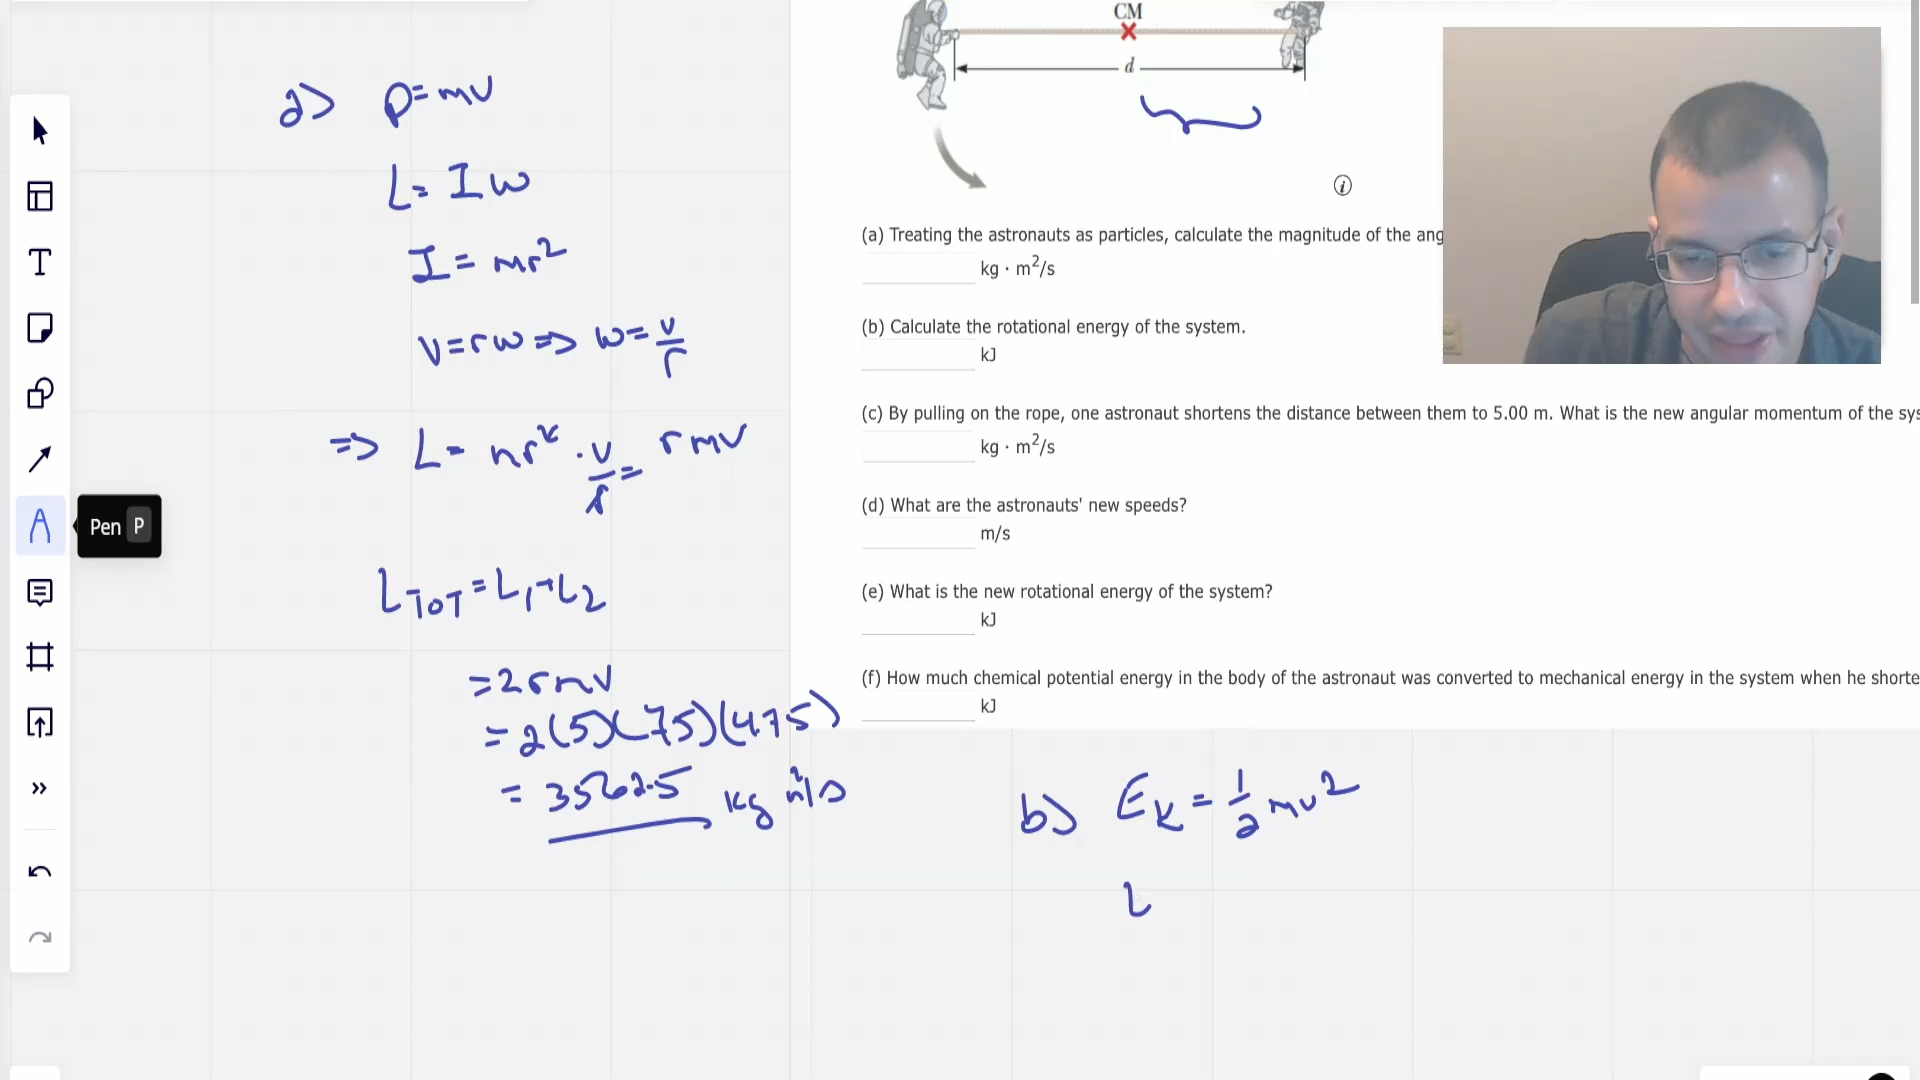 a) P=mv
L= Iω
I= mr²
v=rω => ω=v/r
=> L= mr² · v/r = rmv
L_TOT = L₁+L₂
=2rmv
=2(5)(75)(4.75)
= 3562.5 kg m²/s
Pen P
CM
d
i
(a) Treating the astronauts as particles, calculate the magnitude of the ang
kg · m²/s
(b) Calculate the rotational energy of the system.
kJ
(c) By pulling on the rope, one astronaut shortens the distance between them to 5.00 m. What is the new angular momentum of the sys
kg · m²/s
(d) What are the astronauts' new speeds?
m/s
(e) What is the new rotational energy of the system?
kJ
(f) How much chemical potential energy in the body of the astronaut was converted to mechanical energy in the system when he shorte
kJ
b) E_K = 1/2 mv²
L